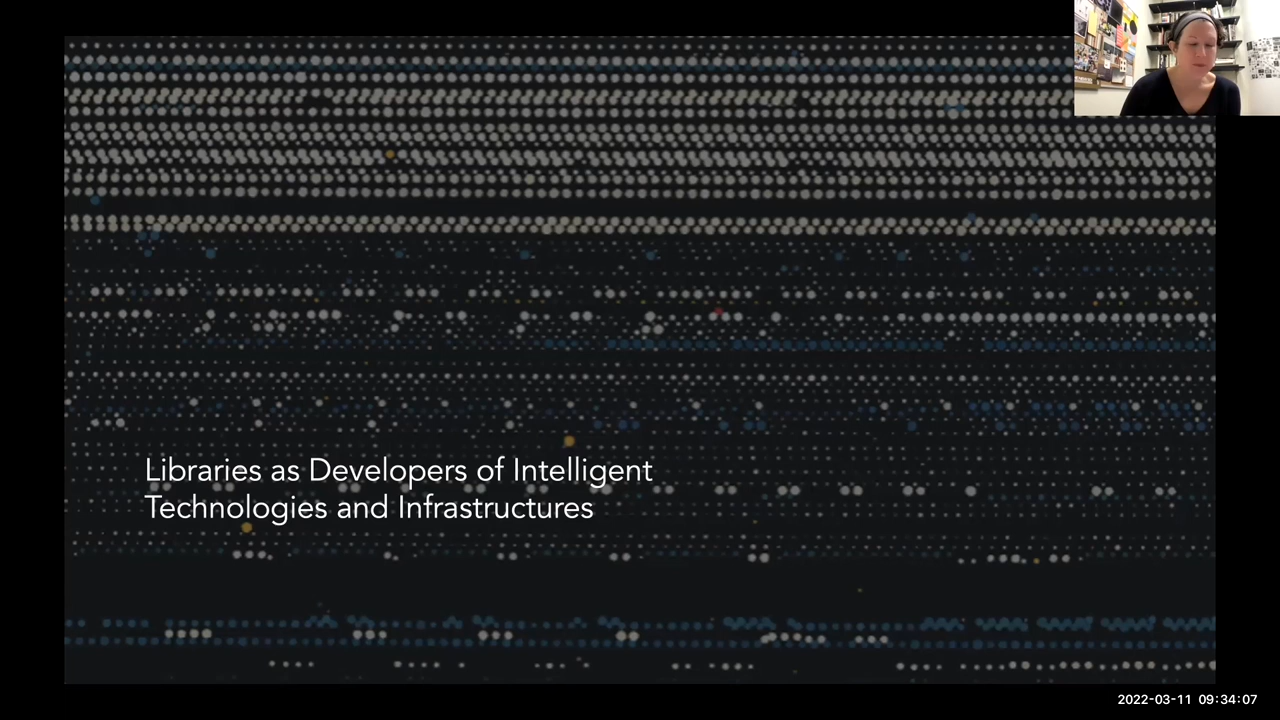 Libraries as Developers of Intelligent
Technologies and Infrastructures
2022-03-11 09:34:07